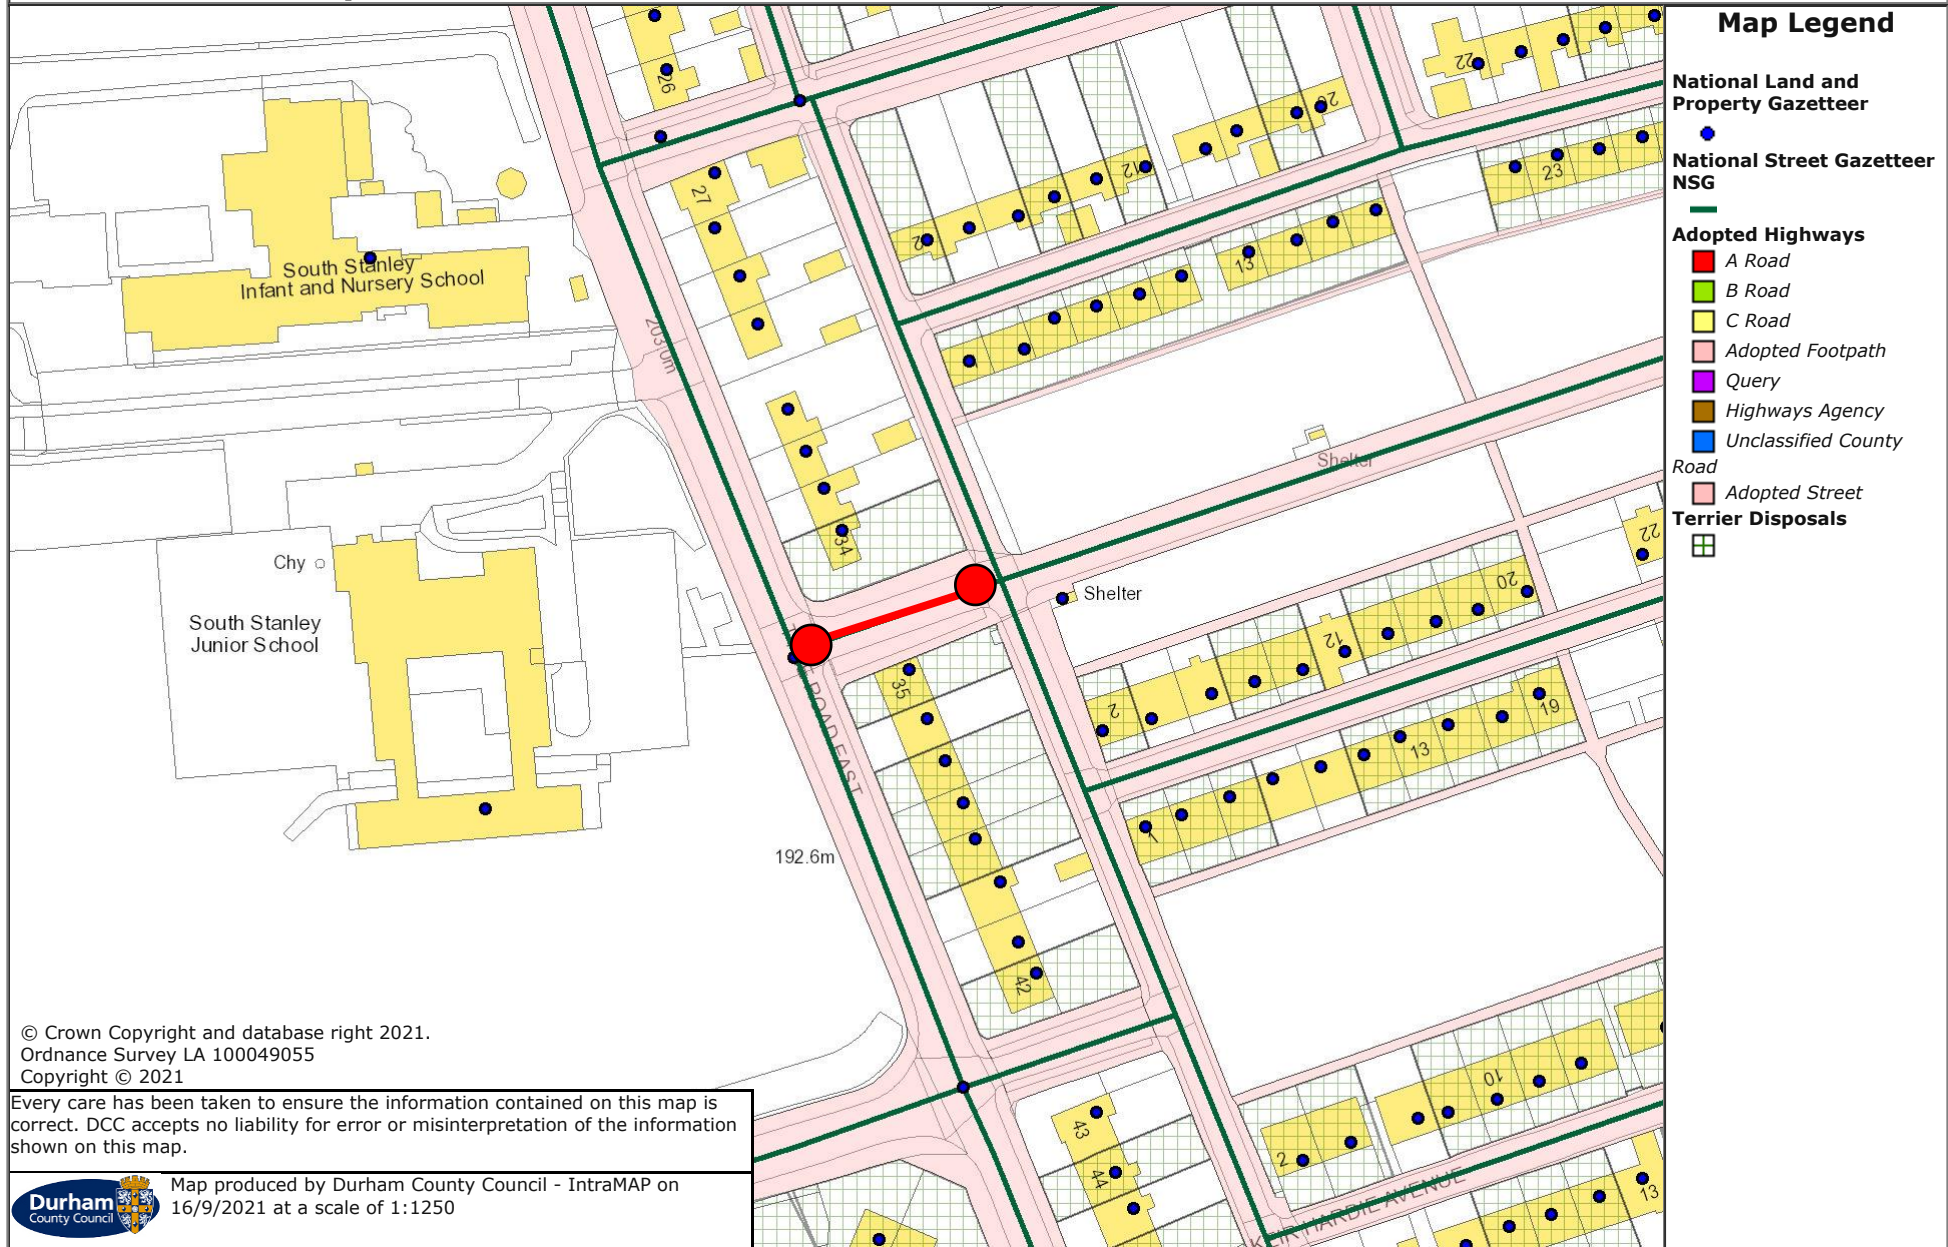 Map Legend
National Land and
Property Gazetteer
National Street Gazetteer
NSG
Adopted Highways
A Road
B Road
C Road
Adopted Footpath
Query
Highways Agency
Unclassified County
Road
Adopted Street
Terrier Disposals
26
22
20
12
23
27
2
13
South Stanley
Infant and Nursery School
203.0m
Shelter
34
Chy
South Stanley
Junior School
Shelter
22
20
12
2
35
ROAD EAST
19
13
1
192.6m
42
10
43
44
2
13
KEIR HARDIE AVENUE
© Crown Copyright and database right 2021.
Ordnance Survey LA 100049055
Copyright © 2021
Every care has been taken to ensure the information contained on this map is
correct. DCC accepts no liability for error or misinterpretation of the information
shown on this map.
Durham
County Council
Map produced by Durham County Council - IntraMAP on
16/9/2021 at a scale of 1:1250